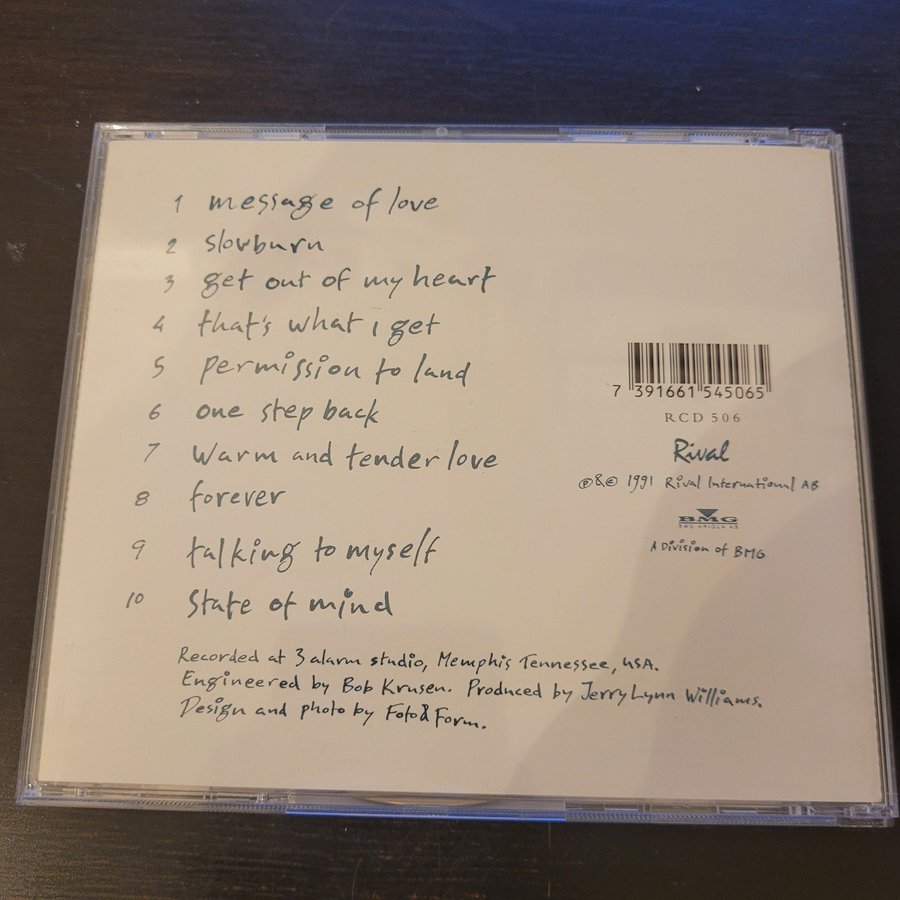 1 message of love
2 slowburn
3 get out of my heart
4 that's what i get
5 permission to land
6 one step back
7 warm and tender love
8 forever
9 talking to myself
10 state of mind
7 391661 545065
RCD 506
Rival
℗&© 1991 Rival International AB
BMG
BMG ARIOLA AB
A Division of BMG
Recorded at 3 alarm studio, Memphis Tennessee, USA.
Engineered by Bob Krusen. Produced by Jerry Lynn Williams.
Design and photo by Foto & Form.